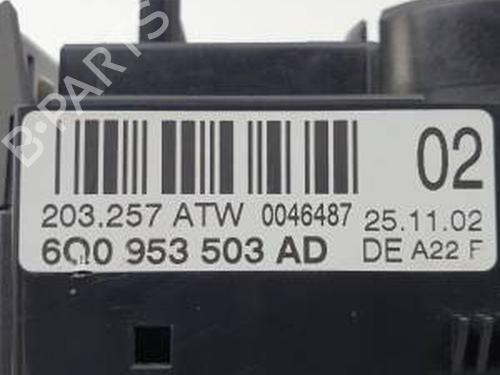 02
203.257 ATW 0046487 25.11.02
6Q0 953 503 AD DE A22 F
B-PARTS